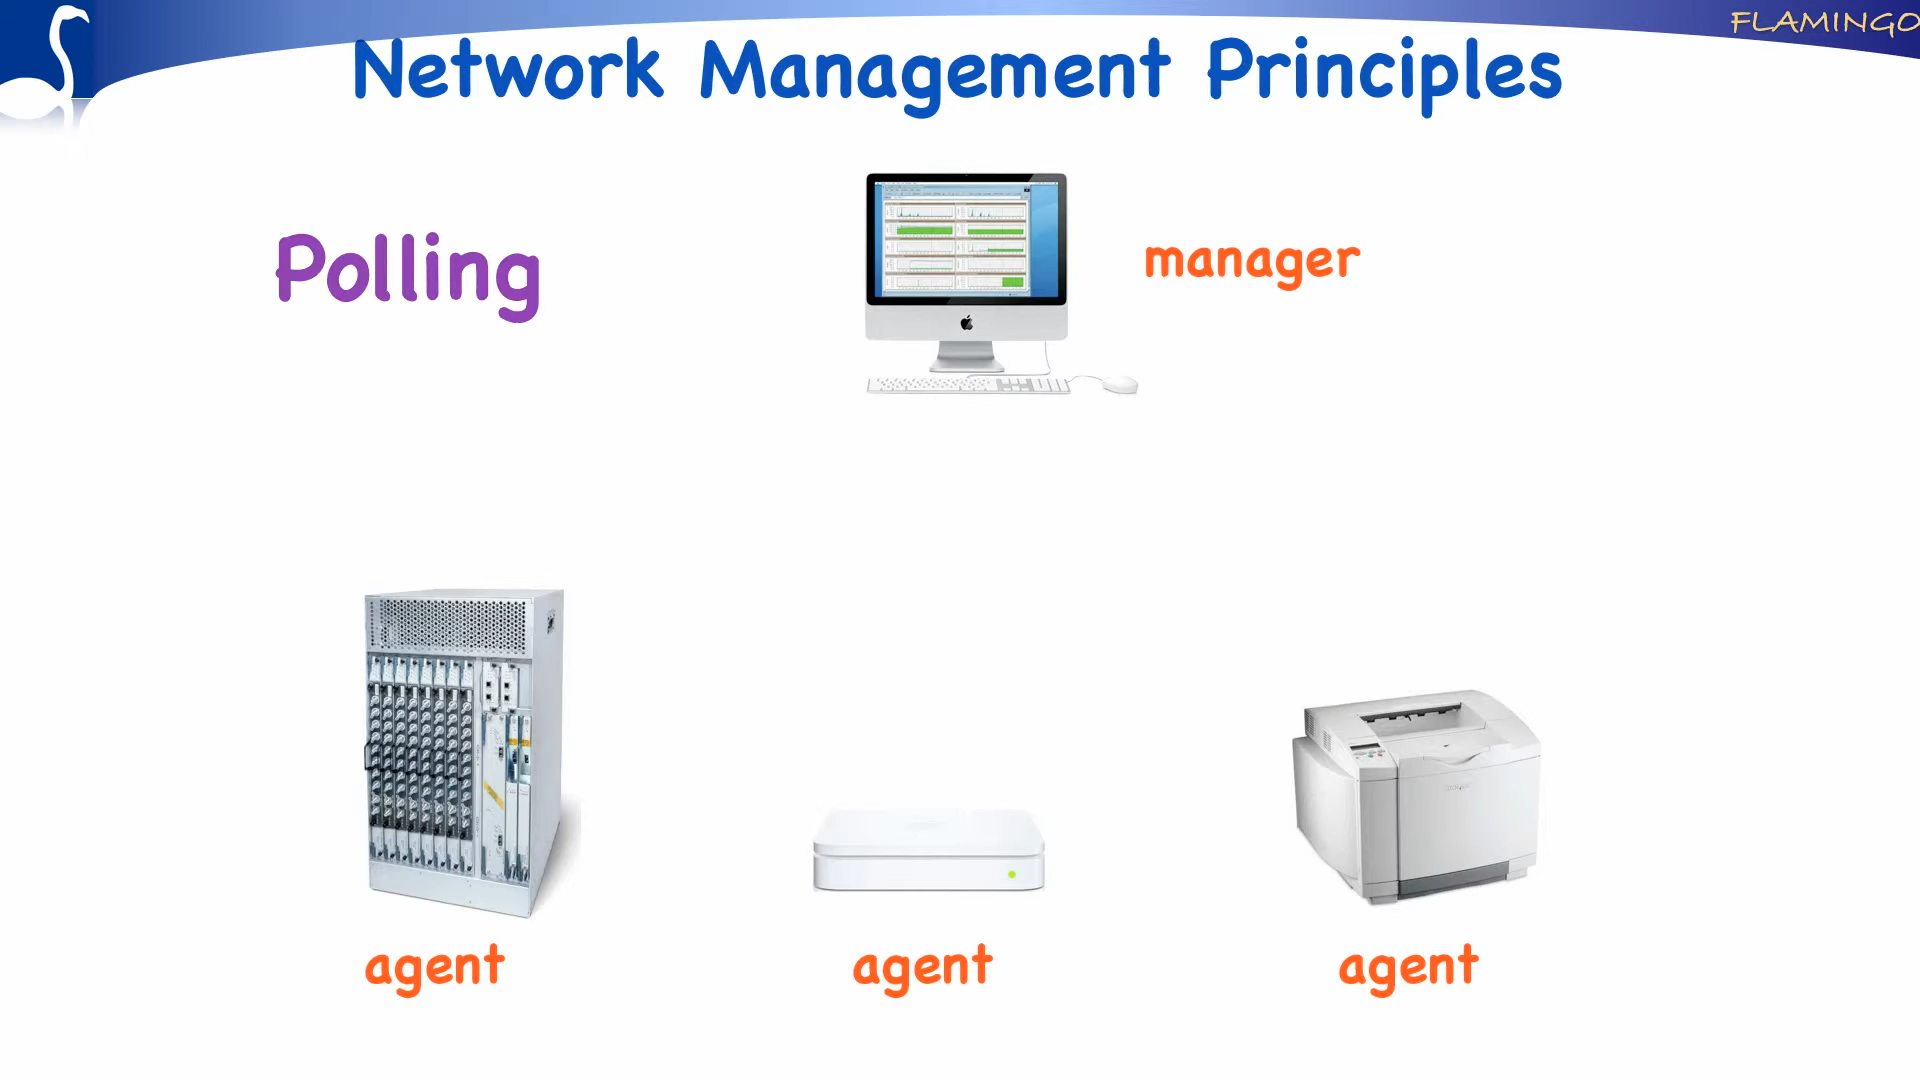 FLAMINGO
Network Management Principles
Polling
manager
agent
agent
agent